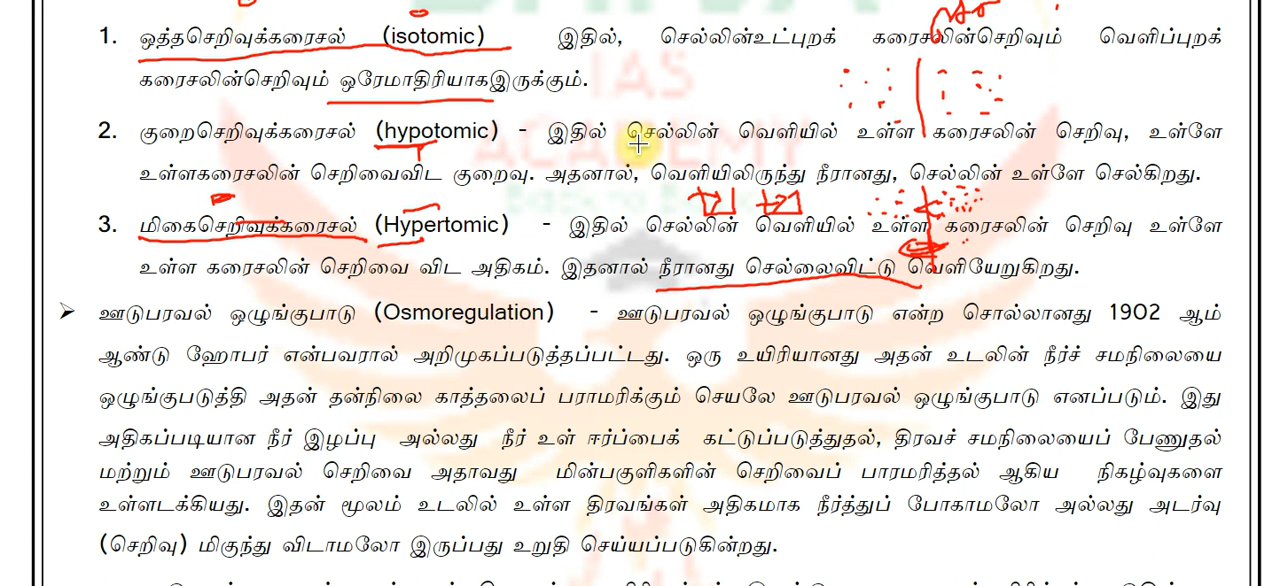 1. ஒத்தசெறிவுக்கரைசல் (isotomic) இதில், செல்லின்உட்புறக் கரைசலின்செறிவும் வெளிப்புறக்
கரைசலின்செறிவும் ஒரேமாதிரியாகஇருக்கும்.
2. குறைசெறிவுக்கரைசல் (hypotomic) - இதில் செல்லின் வெளியில் உள்ள கரைசலின் செறிவு, உள்ளே
உள்ளகரைசலின் செறிவைவிட குறைவு. அதனால், வெளியிலிருந்து நீரானது, செல்லின் உள்ளே செல்கிறது.
3. மிகைசெறிவுக்கரைசல் (Hypertomic) - இதில் செல்லின் வெளியில் உள்ள கரைசலின் செறிவு உள்ளே
உள்ள கரைசலின் செறிவை விட அதிகம். இதனால் நீரானது செல்லைவிட்டு வெளியேறுகிறது.
➤ ஊடுபரவல் ஒழுங்குபாடு (Osmoregulation) - ஊடுபரவல் ஒழுங்குபாடு என்ற சொல்லானது 1902 ஆம்
ஆண்டு ஹோபர் என்பவரால் அறிமுகப்படுத்தப்பட்டது. ஒரு உயிரியானது அதன் உடலின் நீர்ச் சமநிலையை
ஒழுங்குபடுத்தி அதன் தன்நிலை காத்தலைப் பராமரிக்கும் செயலே ஊடுபரவல் ஒழுங்குபாடு எனப்படும். இது
அதிகப்படியான நீர் இழப்பு அல்லது நீர் உள் ஈர்ப்பைக் கட்டுப்படுத்துதல், திரவச் சமநிலையைப் பேணுதல்
மற்றும் ஊடுபரவல் செறிவை அதாவது மின்பகுளிகளின் செறிவைப் பாரமரித்தல் ஆகிய நிகழ்வுகளை
உள்ளடக்கியது. இதன் மூலம் உடலில் உள்ள திரவங்கள் அதிகமாக நீர்த்துப் போகாமலோ அல்லது அடர்வு
(செறிவு) மிகுந்து விடாமலோ இருப்பது உறுதி செய்யப்படுகின்றது.
IAS
ACADEMY